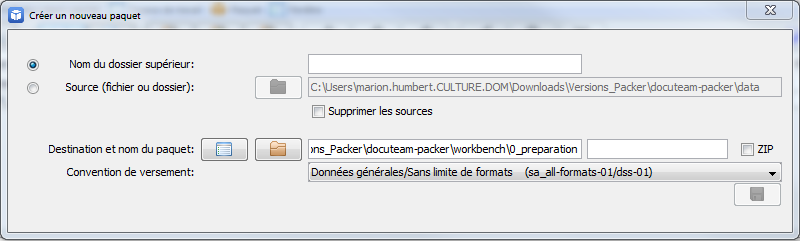 Créer un nouveau paquet
Nom du dossier supérieur:
Source (fichier ou dossier): C:\Users\marion.humbert.CULTURE.DOM\Downloads\Versions_Packer\docuteam-packer\data
Supprimer les sources
Destination et nom du paquet: ons_Packer\docuteam-packer\workbench\0_preparation ZIP
Convention de versement: Données générales/Sans limite de formats (sa_all-formats-01/dss-01)